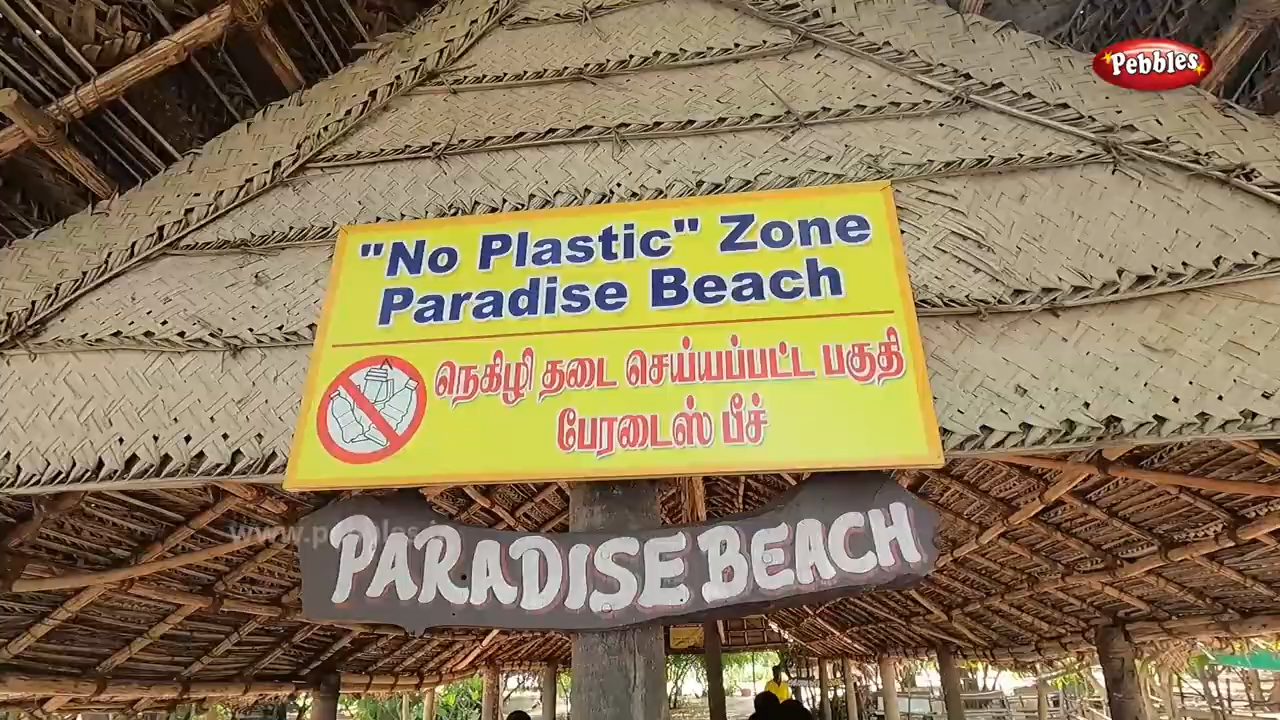 Pebbles
"No Plastic" Zone
Paradise Beach
நெகிழி தடை செய்யப்பட்ட பகுதி
பேரடைஸ் பீச்
PARADISE BEACH